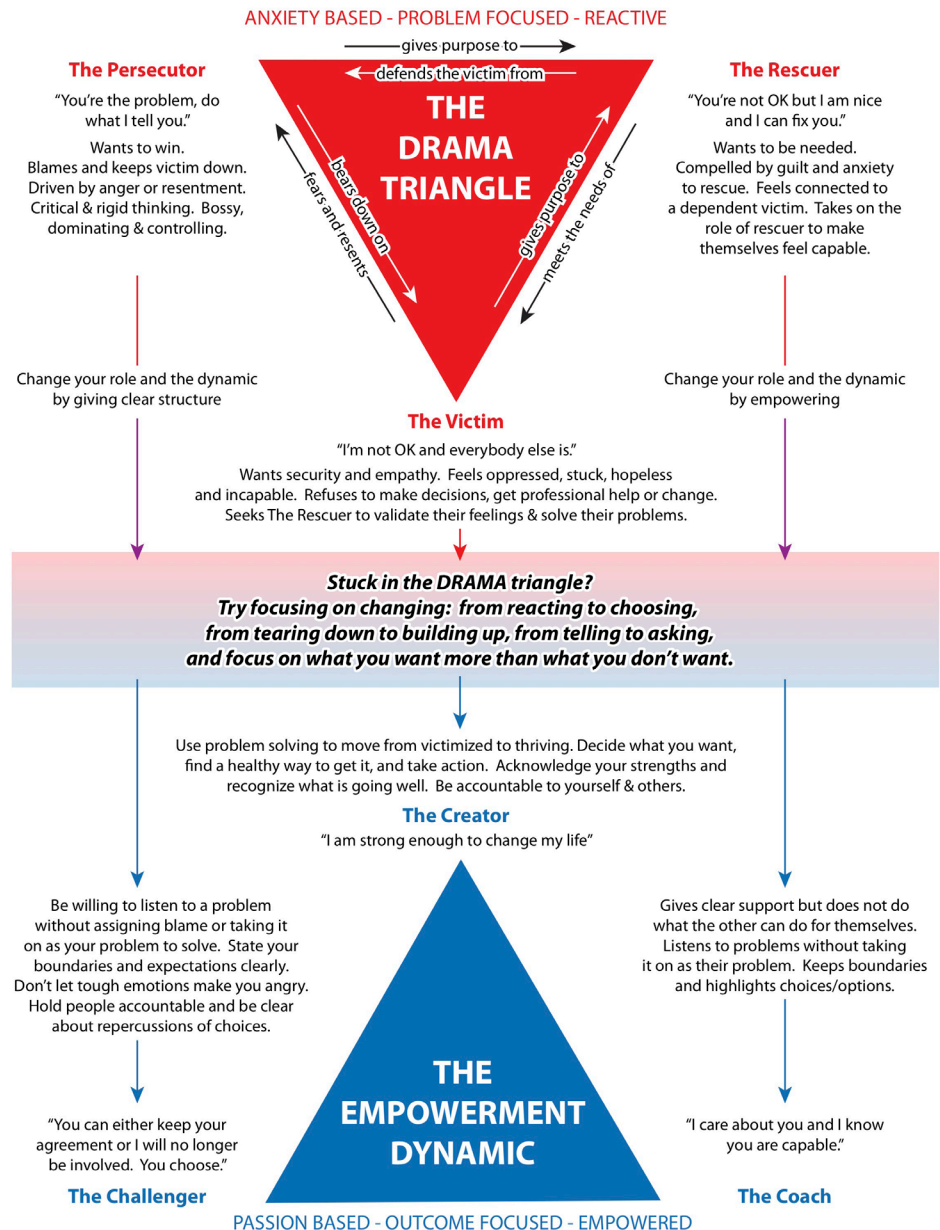 ANXIETY BASED - PROBLEM FOCUSED - REACTIVE
gives purpose to
defends the victim from
The Persecutor
“You’re the problem, do
what I tell you.”
Wants to win.
Blames and keeps victim down.
Driven by anger or resentment.
Critical & rigid thinking.  Bossy,
dominating & controlling.
THE
DRAMA
TRIANGLE
bears down on
fears and resents
gives purpose to
meets the needs of
The Rescuer
“You’re not OK but I am nice
and I can fix you.”
Wants to be needed.
Compelled by guilt and anxiety
to rescue.  Feels connected to
a dependent victim.  Takes on the
role of rescuer to make
themselves feel capable.
Change your role and the dynamic
by giving clear structure
Change your role and the dynamic
by empowering
The Victim
“I’m not OK and everybody else is.”
Wants security and empathy.  Feels oppressed, stuck, hopeless
and incapable.  Refuses to make decisions, get professional help or change.
Seeks The Rescuer to validate their feelings & solve their problems.
Stuck in the DRAMA triangle?
Try focusing on changing:  from reacting to choosing,
from tearing down to building up, from telling to asking,
and focus on what you want more than what you don’t want.
Use problem solving to move from victimized to thriving. Decide what you want,
find a healthy way to get it, and take action.  Acknowledge your strengths and
recognize what is going well.  Be accountable to yourself & others.
The Creator
“I am strong enough to change my life”
Be willing to listen to a problem
without assigning blame or taking it
on as your problem to solve.  State your
boundaries and expectations clearly.
Don’t let tough emotions make you angry.
Hold people accountable and be clear
about repercussions of choices.
Gives clear support but does not do
what the other can do for themselves.
Listens to problems without taking
it on as their problem.  Keeps boundaries
and highlights choices/options.
THE
EMPOWERMENT
DYNAMIC
“You can either keep your
agreement or I will no longer
be involved.  You choose.”
The Challenger
“I care about you and I know
you are capable.”
The Coach
PASSION BASED - OUTCOME FOCUSED - EMPOWERED